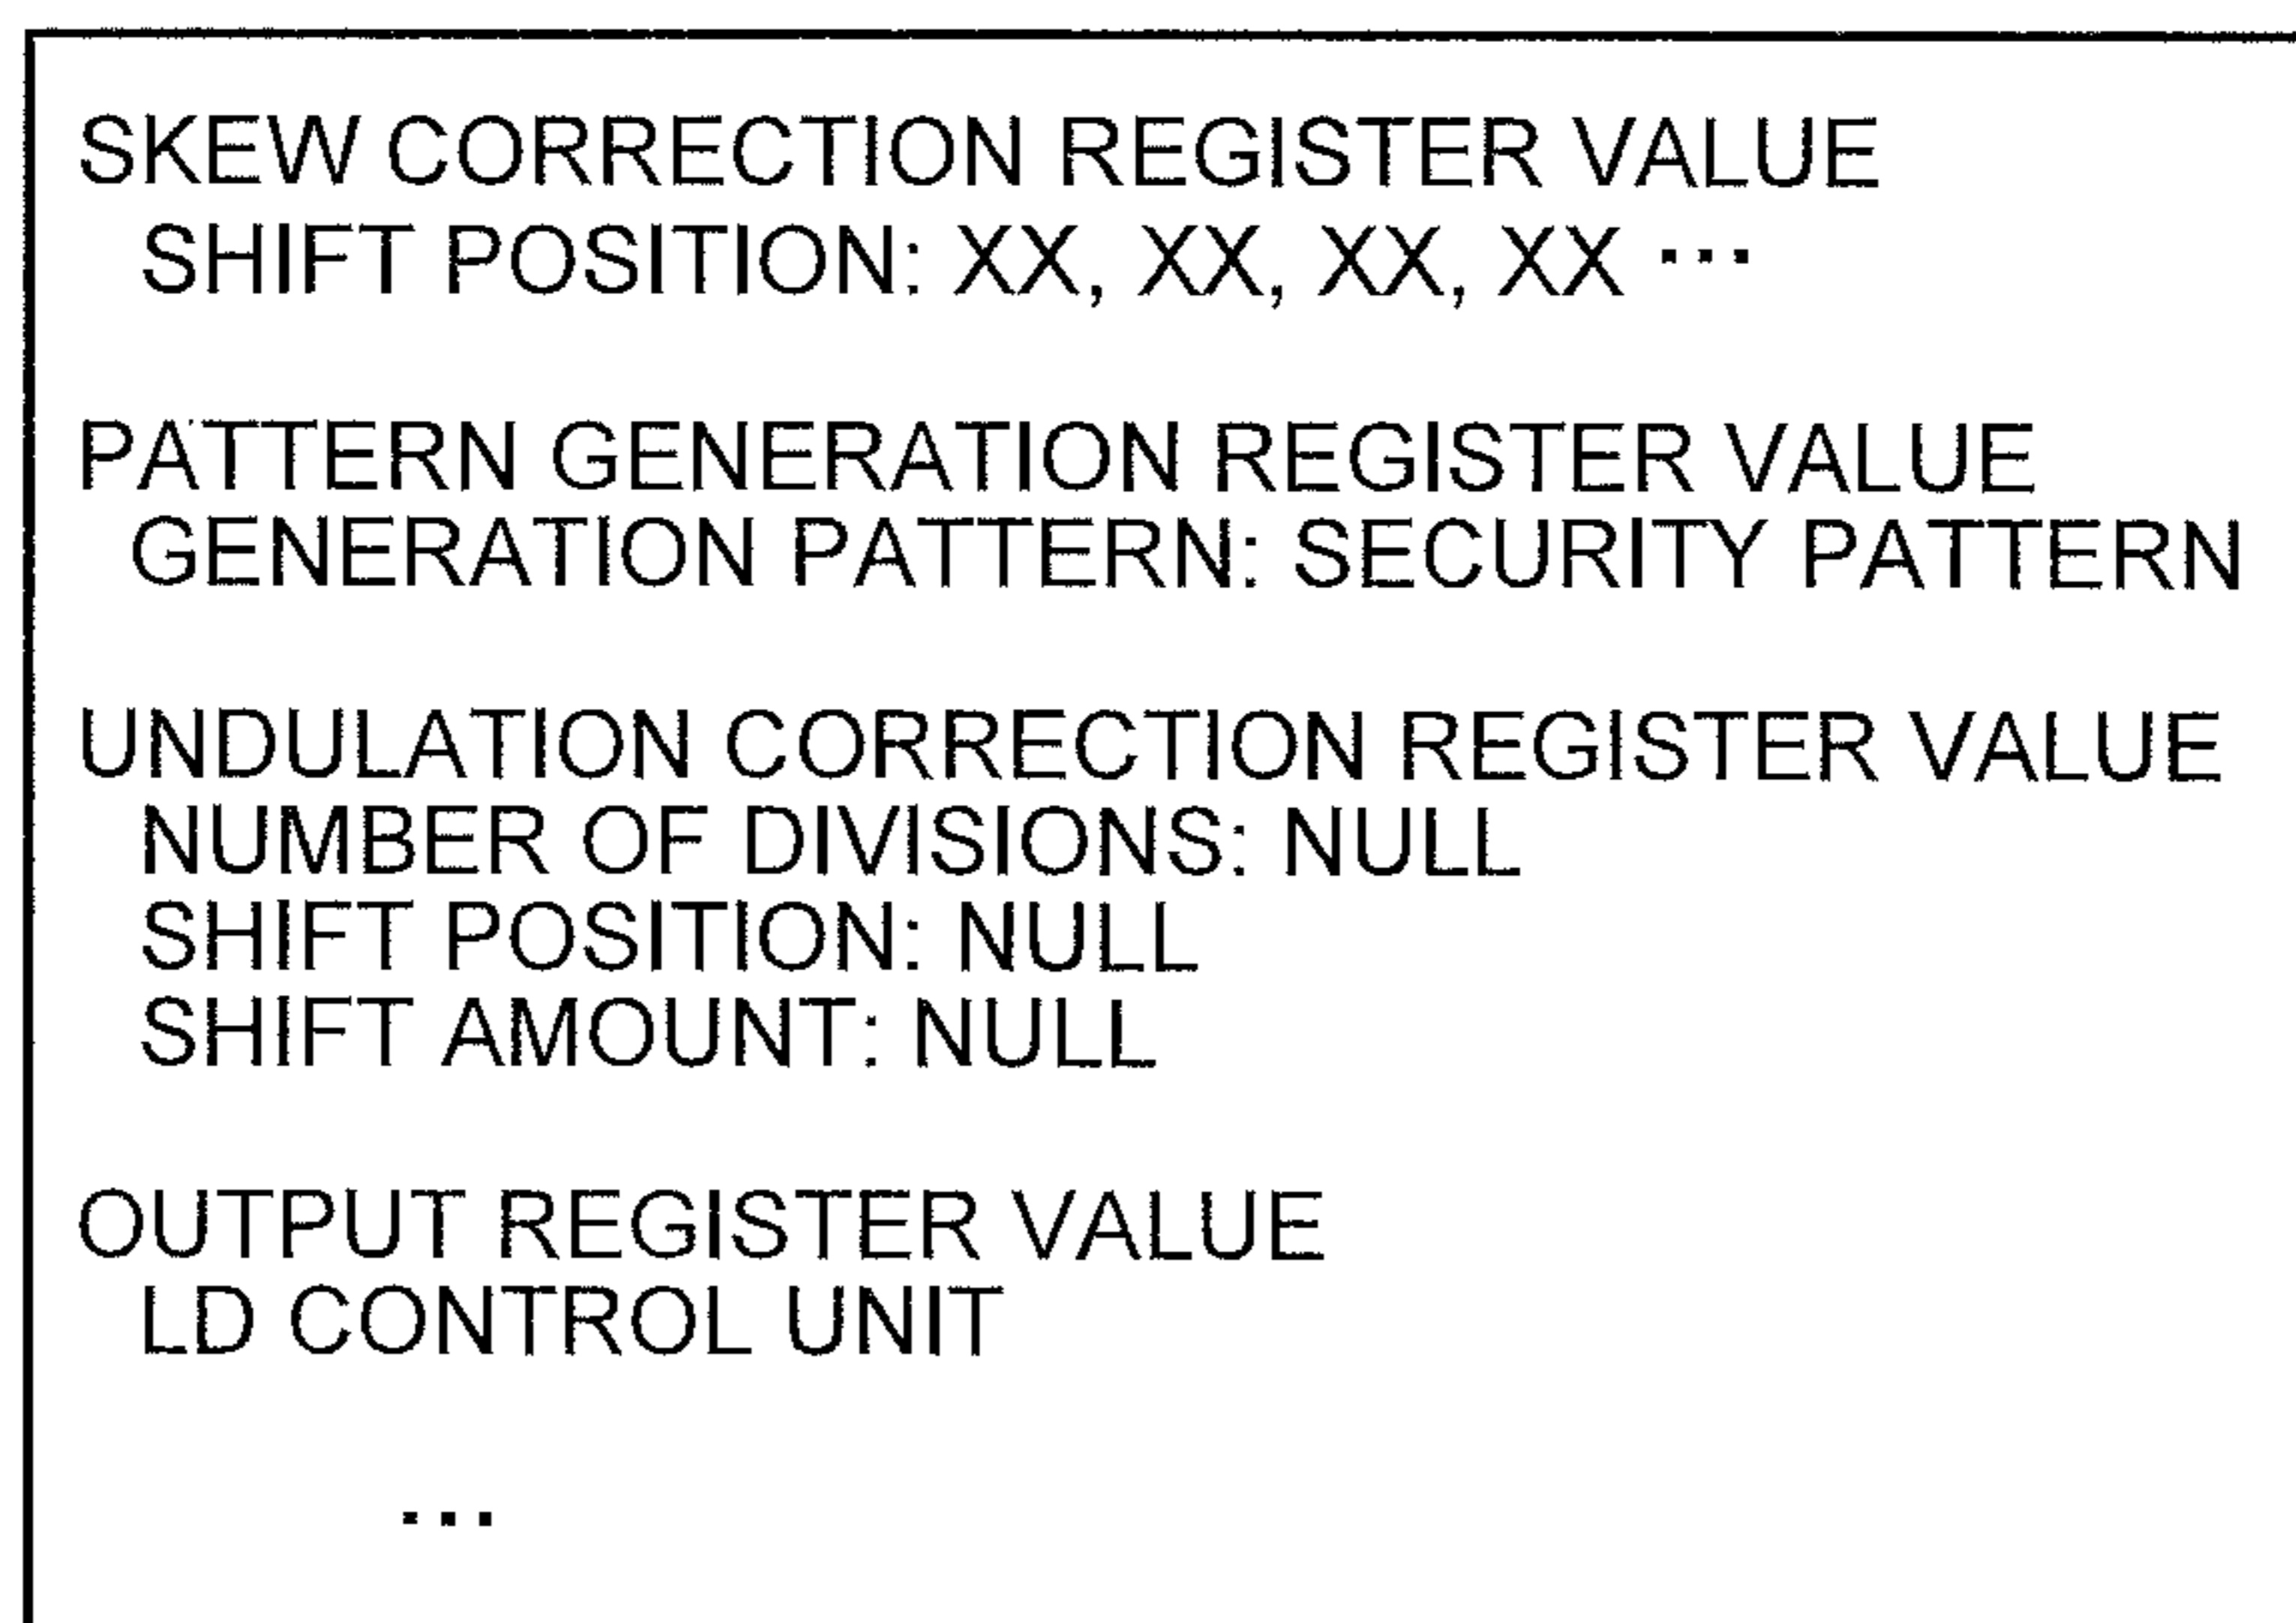 SKEW CORRECTION REGISTER VALUE
SHIFT POSITION: XX, XX, XX, XX ···
PATTERN GENERATION REGISTER VALUE
GENERATION PATTERN: SECURITY PATTERN
UNDULATION CORRECTION REGISTER VALUE
NUMBER OF DIVISIONS: NULL
SHIFT POSITION: NULL
SHIFT AMOUNT: NULL
OUTPUT REGISTER VALUE
LD CONTROL UNIT
···